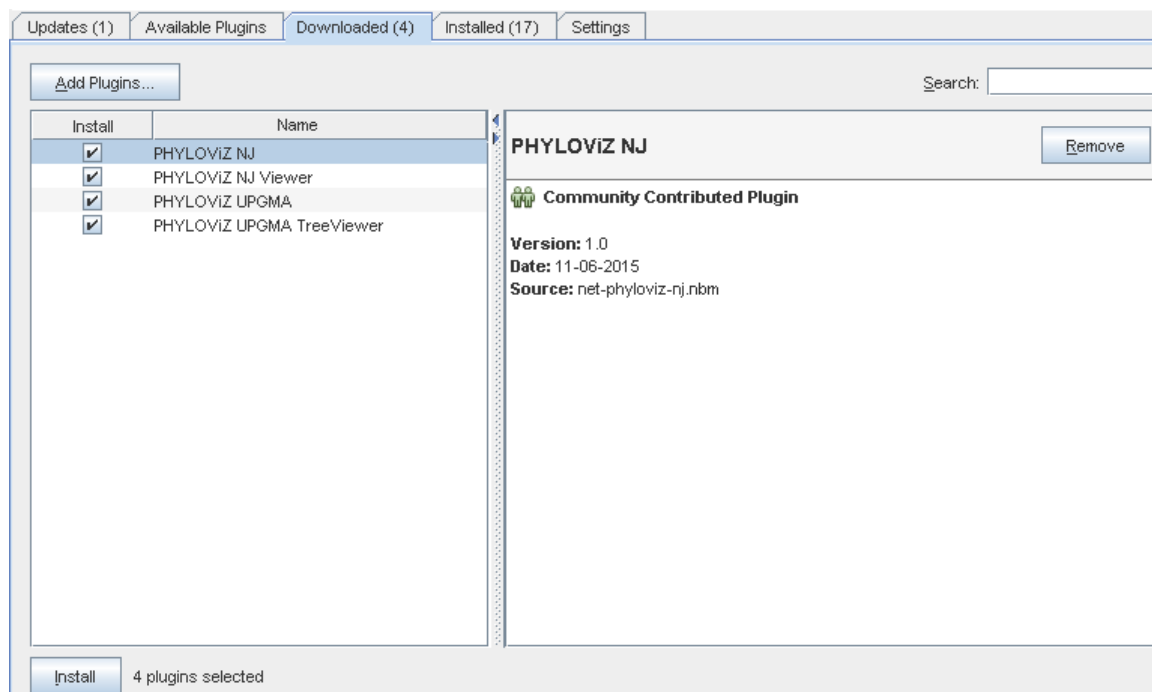 Updates (1) Available Plugins Downloaded (4) Installed (17) Settings
Add Plugins... Search:
Install Name
PHYLOViZ NJ
PHYLOViZ NJ Viewer
PHYLOViZ UPGMA
PHYLOViZ UPGMA TreeViewer
PHYLOViZ NJ Remove
Community Contributed Plugin
Version: 1.0
Date: 11-06-2015
Source: net-phyloviz-nj.nbm
Install 4 plugins selected